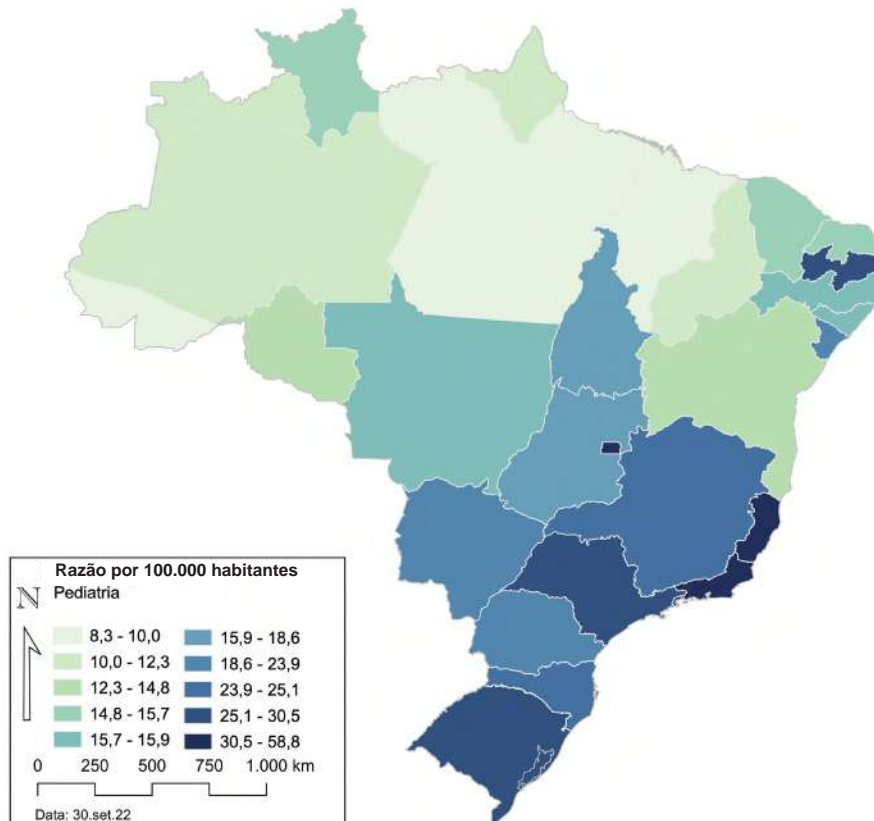 Razão por 100.000 habitantes
N Pediatria
8,3 - 10,0
10,0 - 12,3
12,3 - 14,8
14,8 - 15,7
15,7 - 15,9
15,9 - 18,6
18,6 - 23,9
23,9 - 25,1
25,1 - 30,5
30,5 - 58,8
0 250 500 750 1.000 km
Data: 30.set.22